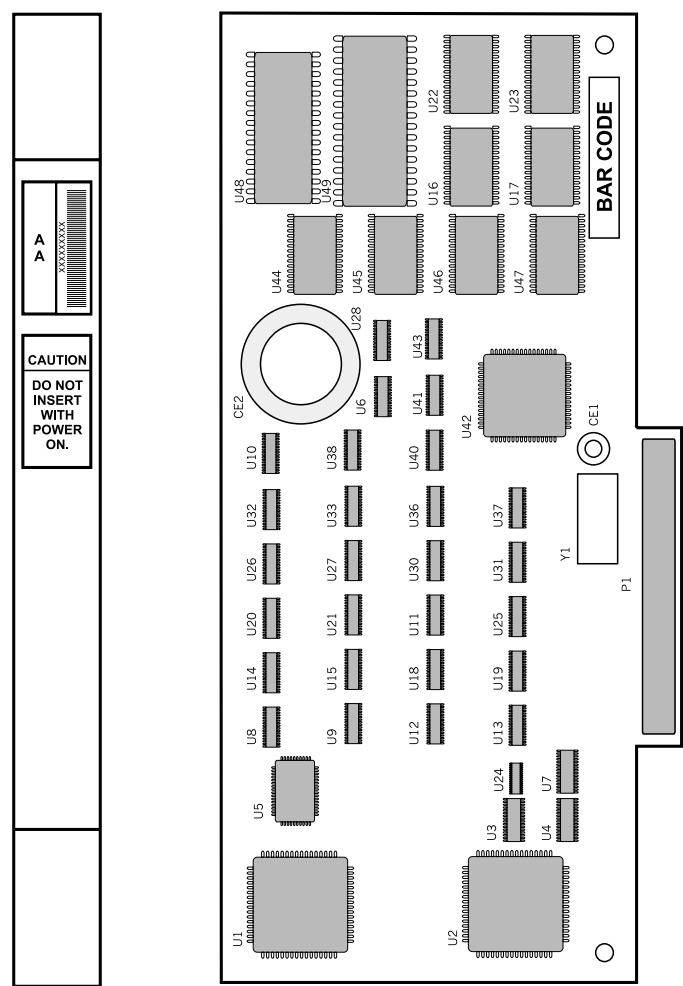 A
A
XXXXXXXXXX
CAUTION
DO NOT
INSERT
WITH
POWER
ON.
U48
U49
U22
U23
BAR CODE
U16
U17
U44
U45
U46
U47
U28
U43
CE2
U6
U41
U42
CE1
U10
U38
U40
U32
U33
U36
U37
Y1
U26
U27
U30
U31
P1
U20
U21
U11
U25
U14
U15
U18
U19
U8
U9
U12
U13
U5
U24
U7
U3
U4
U1
U2